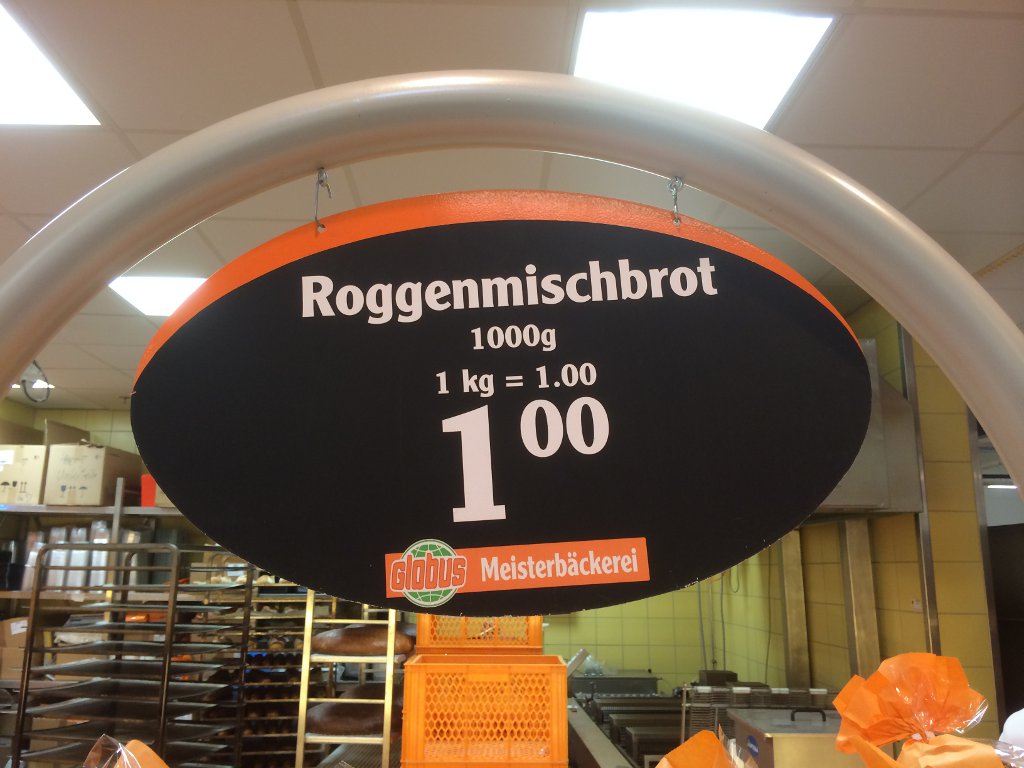 Roggenmischbrot
1000g
1 kg = 1.00
1 00
Globus Meisterbäckerei